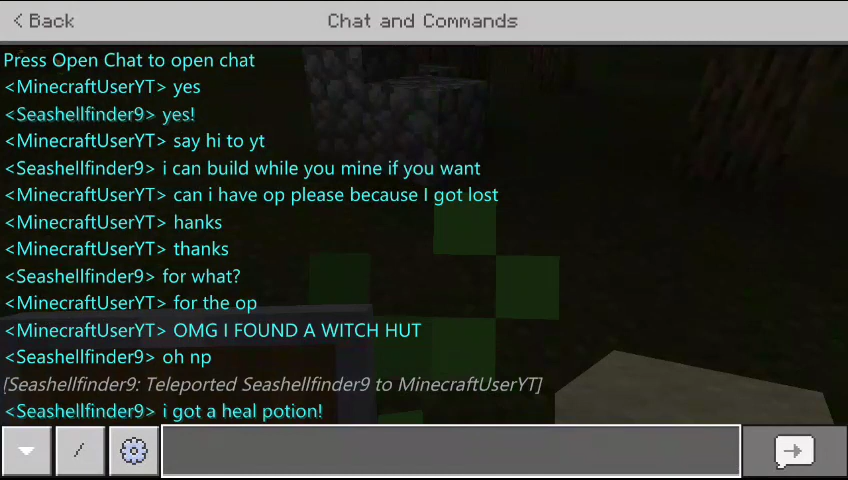 < Back
Chat and Commands
Press Open Chat to open chat
<MinecraftUserYT> yes
<Seashellfinder9> yes!
<MinecraftUserYT> say hi to yt
<Seashellfinder9> i can build while you mine if you want
<MinecraftUserYT> can i have op please because I got lost
<MinecraftUserYT> hanks
<MinecraftUserYT> thanks
<Seashellfinder9> for what?
<MinecraftUserYT> for the op
<MinecraftUserYT> OMG I FOUND A WITCH HUT
<Seashellfinder9> oh np
[Seashellfinder9: Teleported Seashellfinder9 to MinecraftUserYT]
<Seashellfinder9> i got a heal potion!
/